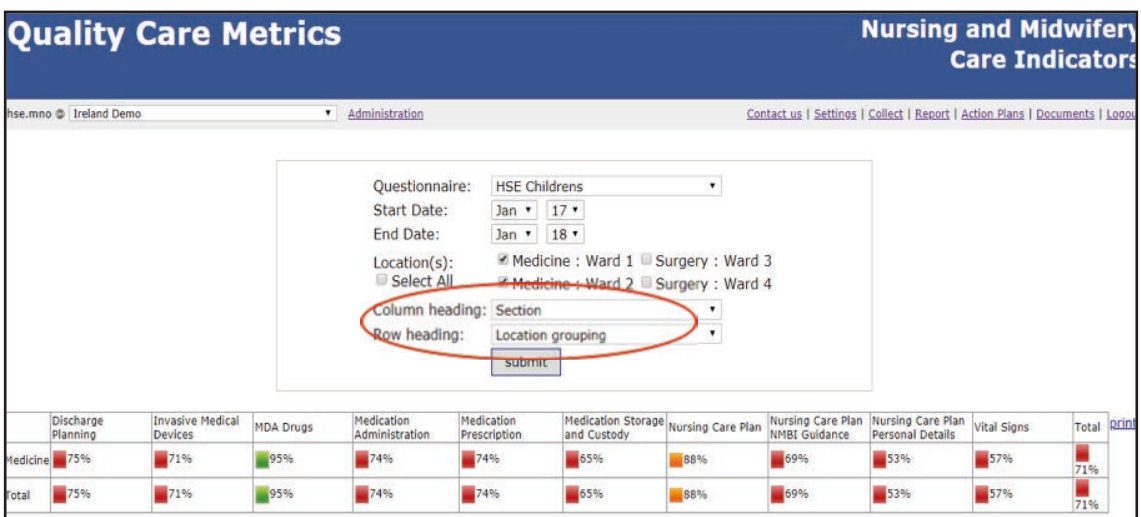 Quality Care Metrics
Nursing and Midwifery
Care Indicators
hse.mno @ Ireland Demo
Administration
Contact us | Settings | Collect | Report | Action Plans | Documents | Logou
Questionnaire: HSE Childrens
Start Date: Jan 17
End Date: Jan 18
Location(s): Medicine : Ward 1 Surgery : Ward 3
Select All Medicine : Ward 2 Surgery : Ward 4
Column heading: Section
Row heading: Location grouping
submit
Discharge Planning Invasive Medical Devices MDA Drugs Medication Administration Medication Prescription Medication Storage and Custody Nursing Care Plan Nursing Care Plan NMBI Guidance Nursing Care Plan Personal Details Vital Signs Total print
Medicine 75% 71% 95% 74% 74% 65% 88% 69% 53% 57% 71%
Total 75% 71% 95% 74% 74% 65% 88% 69% 53% 57% 71%